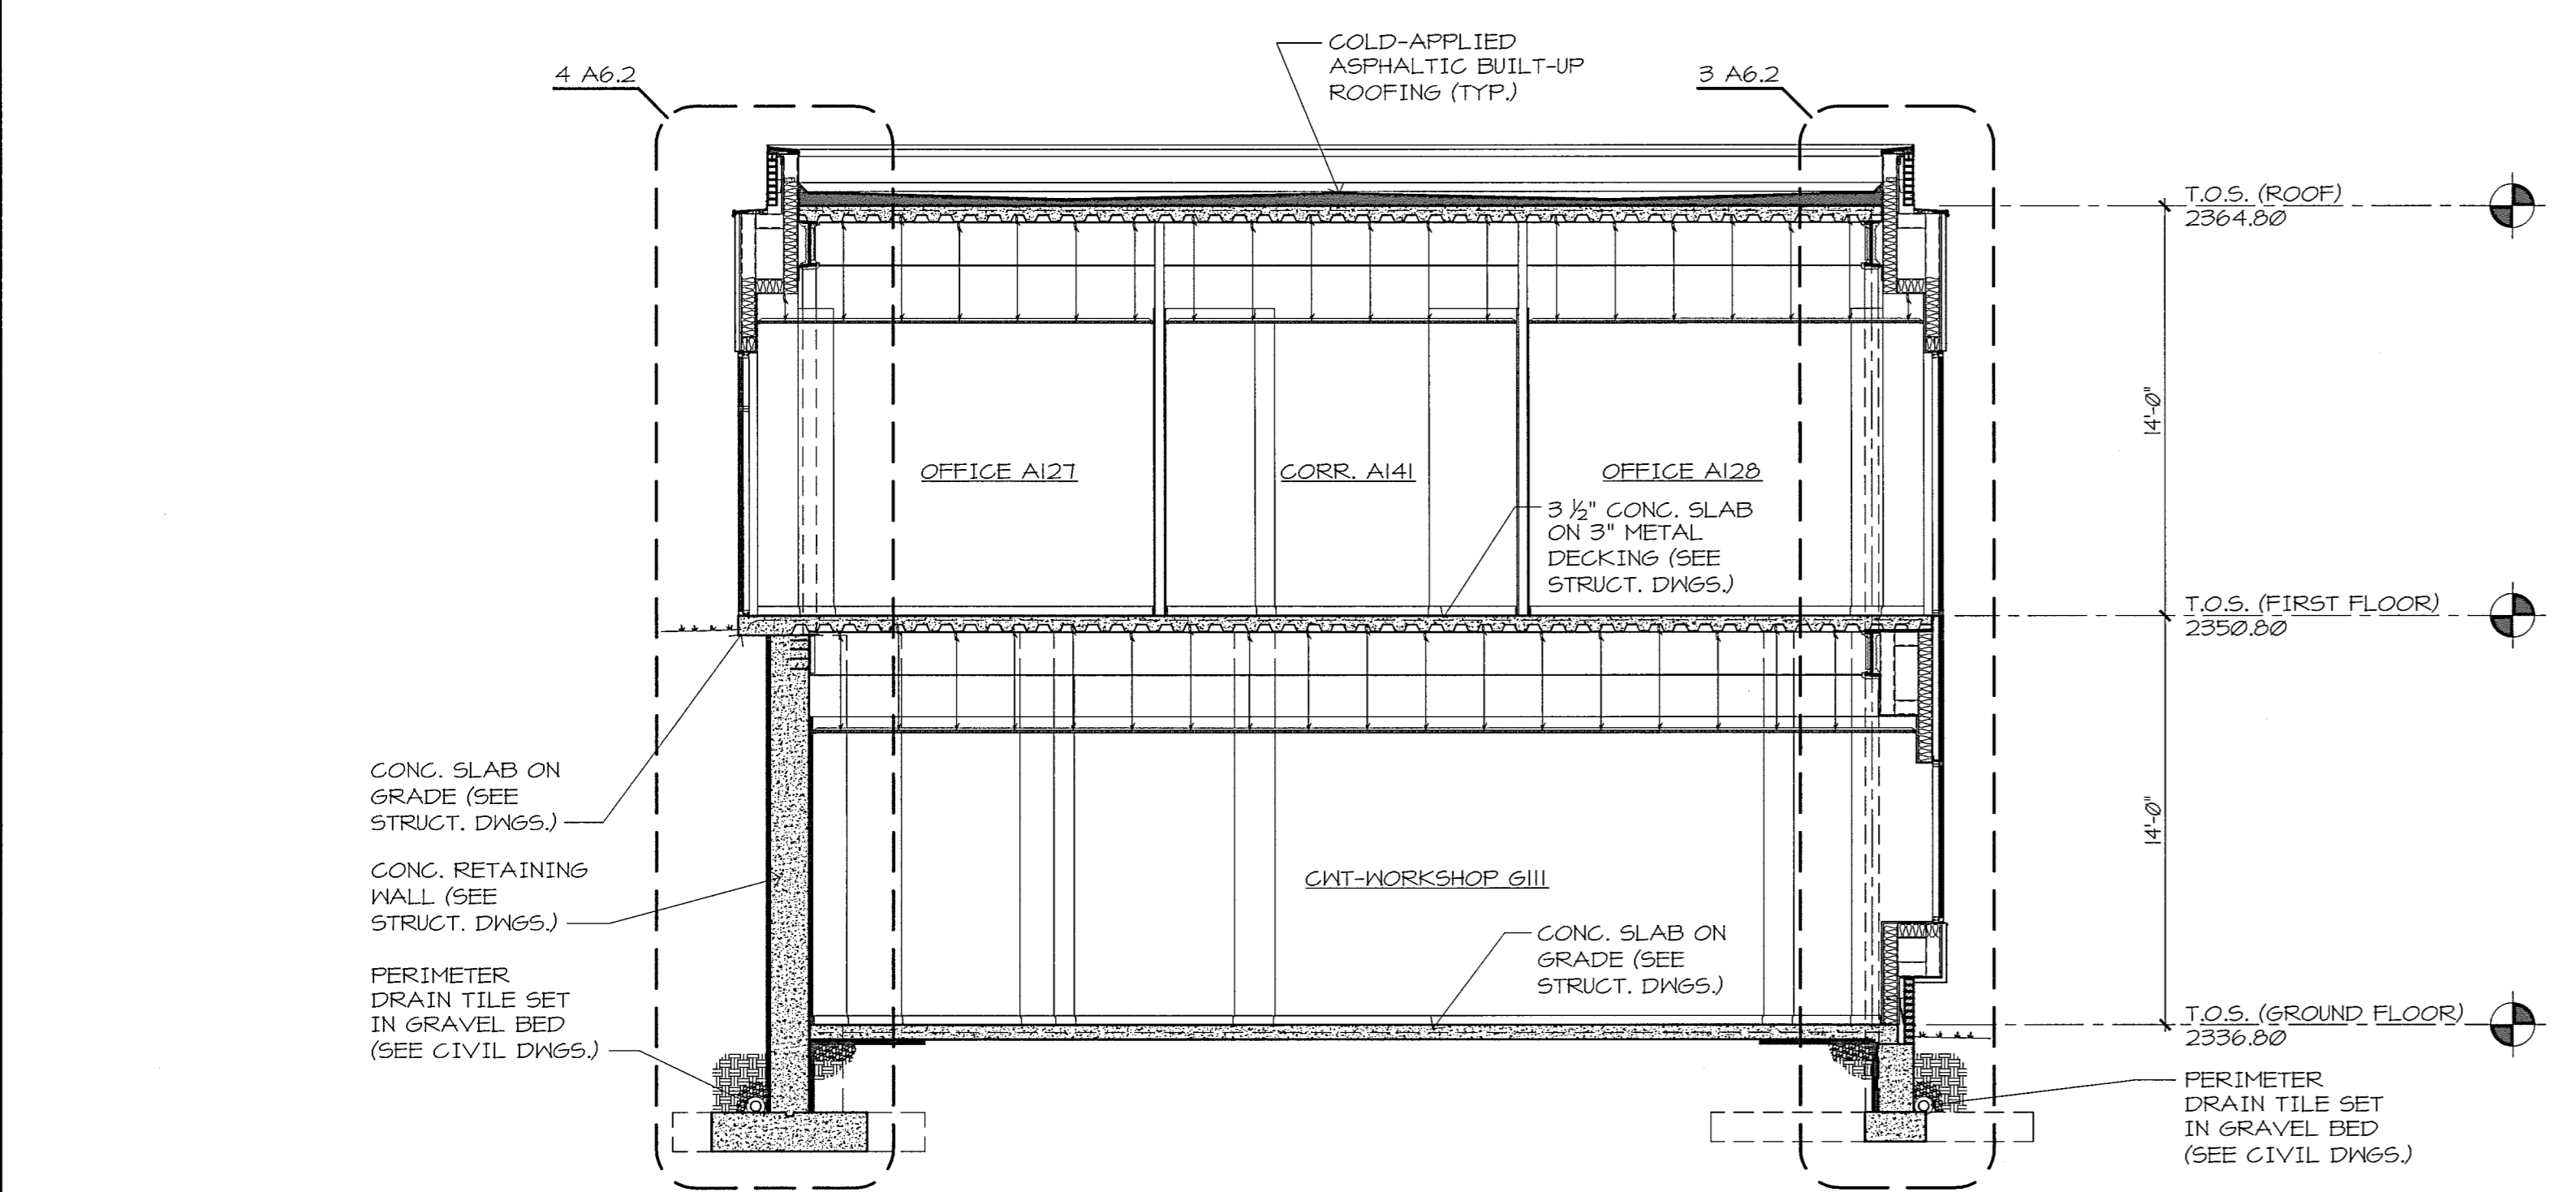 COLD-APPLIED
ASPHALTIC BUILT-UP
ROOFING (TYP.)
4 A6.2
3 A6.2
T.O.S. (ROOF)
2364.80
14'-0"
OFFICE A127
CORR. A141
OFFICE A128
3 ½" CONC. SLAB
ON 3" METAL
DECKING (SEE
STRUCT. DWGS.)
T.O.S. (FIRST FLOOR)
2350.80
CONC. SLAB ON
GRADE (SEE
STRUCT. DWGS.)
14'-0"
CONC. RETAINING
WALL (SEE
STRUCT. DWGS.)
CWT-WORKSHOP G111
CONC. SLAB ON
GRADE (SEE
STRUCT. DWGS.)
PERIMETER
DRAIN TILE SET
IN GRAVEL BED
(SEE CIVIL DWGS.)
T.O.S. (GROUND FLOOR)
2336.80
PERIMETER
DRAIN TILE SET
IN GRAVEL BED
(SEE CIVIL DWGS.)